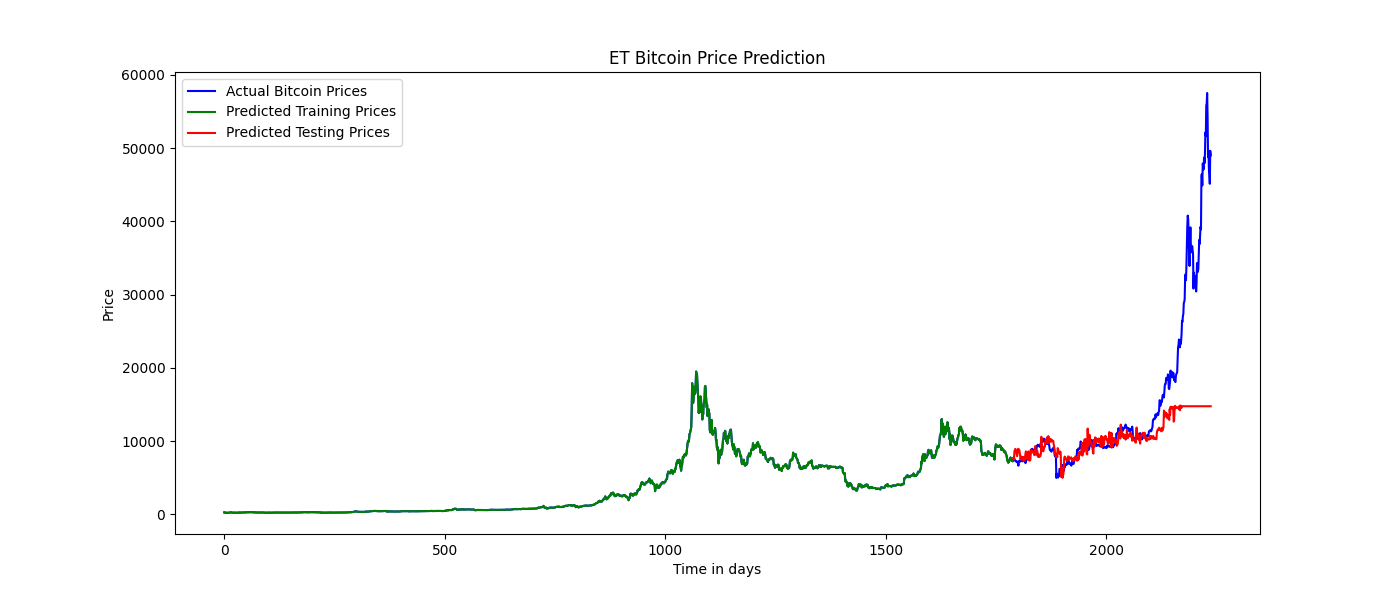 ET Bitcoin Price Prediction
Actual Bitcoin Prices
Predicted Training Prices
Predicted Testing Prices
60000
50000
40000
30000
20000
10000
0
Price
0 500 1000 1500 2000
Time in days